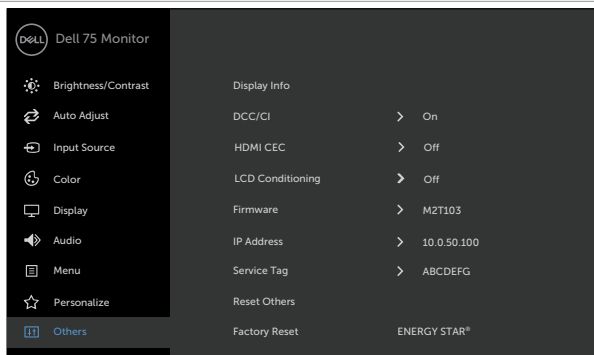 DELL Dell 75 Monitor
Brightness/Contrast Display Info
Auto Adjust DCC/CI On
Input Source HDMI CEC Off
Color LCD Conditioning Off
Display Firmware M2T103
Audio IP Address 10.0.50.100
Menu Service Tag ABCDEFG
Personalize Reset Others
Others Factory Reset ENERGY STAR®